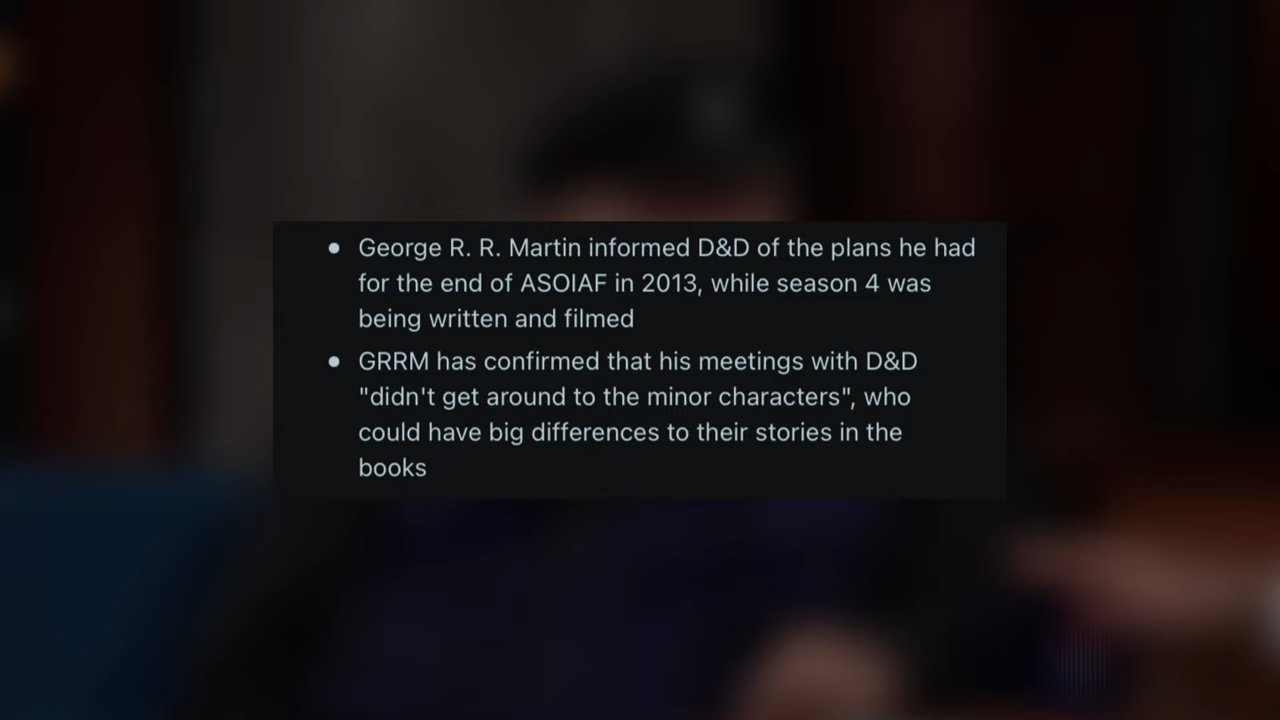 • George R. R. Martin informed D&D of the plans he had
for the end of ASOIAF in 2013, while season 4 was
being written and filmed
• GRRM has confirmed that his meetings with D&D
"didn't get around to the minor characters", who
could have big differences to their stories in the
books